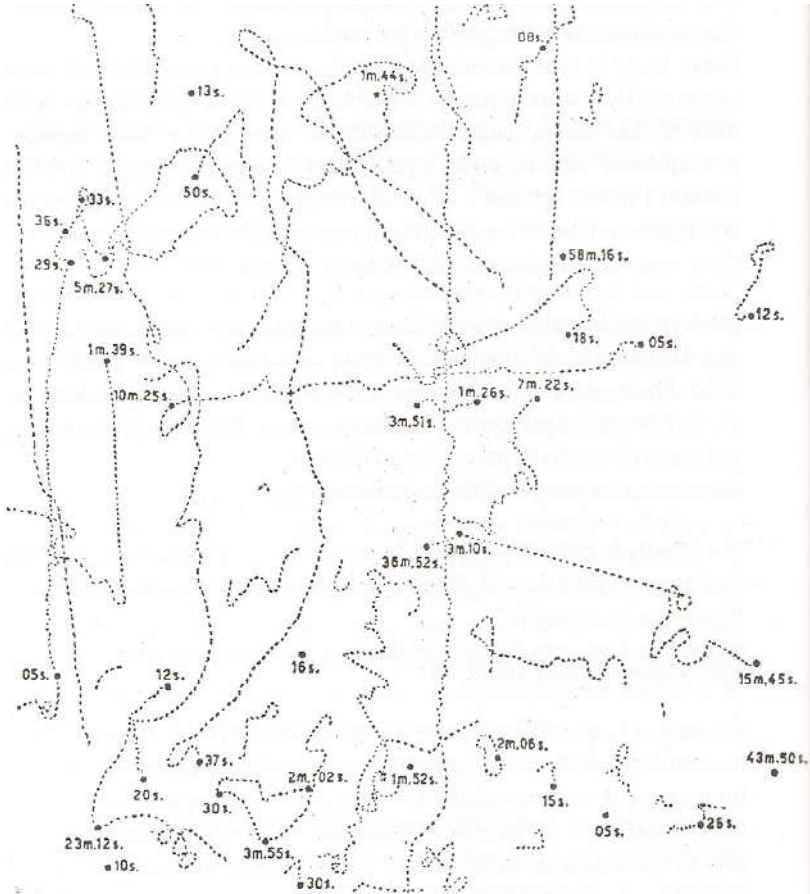 08s.
1m.44s.
13s.
50s.
33s.
36s.
58m.16s.
29s.
5m.27s.
12s.
18s.
05s.
1m.39s.
7m.22s.
10m.25s.
1m.26s.
3m,51s.
3m.10s.
36m,52s.
16s.
05s.
12s.
15m,45s.
2m,06s.
37s.
43m.50s.
2m,02s.
1m.52s.
20s.
30s.
15s.
05s.
26s.
23m,12s.
3m.55s.
10s.
30s.